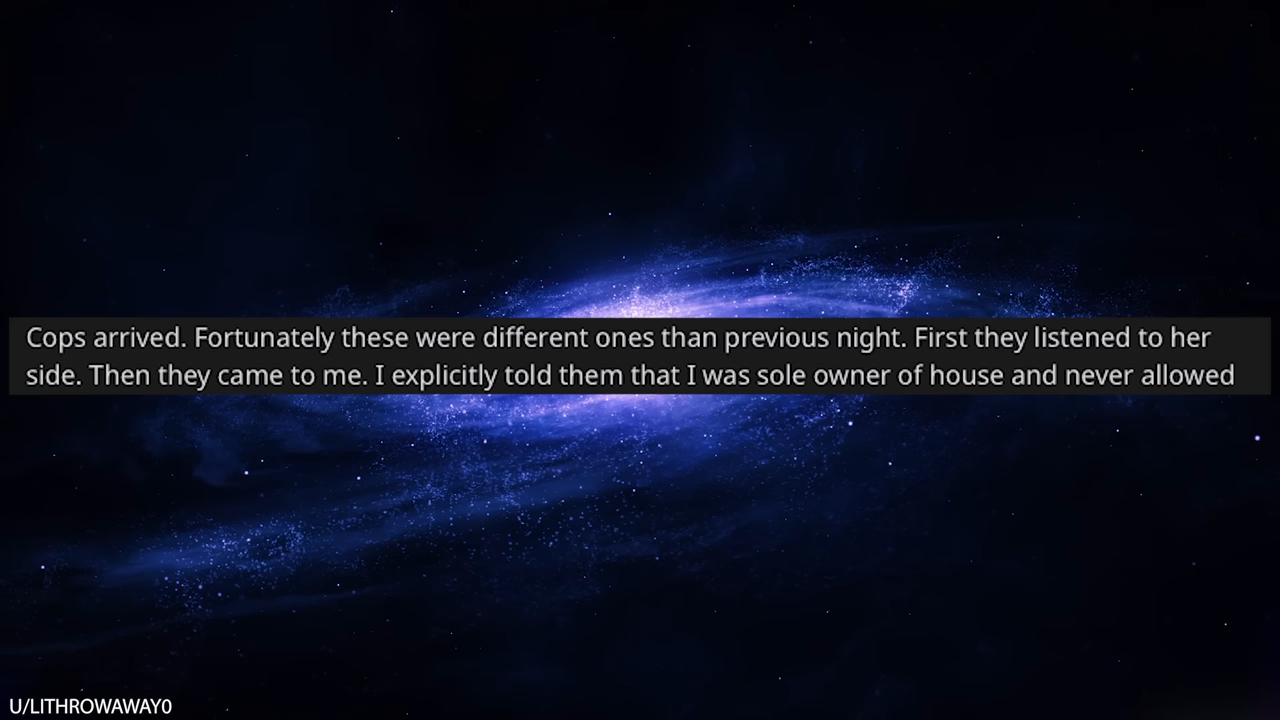 Cops arrived. Fortunately these were different ones than previous night. First they listened to her
side. Then they came to me. I explicitly told them that I was sole owner of house and never allowed
U/LITHROWAWAY0